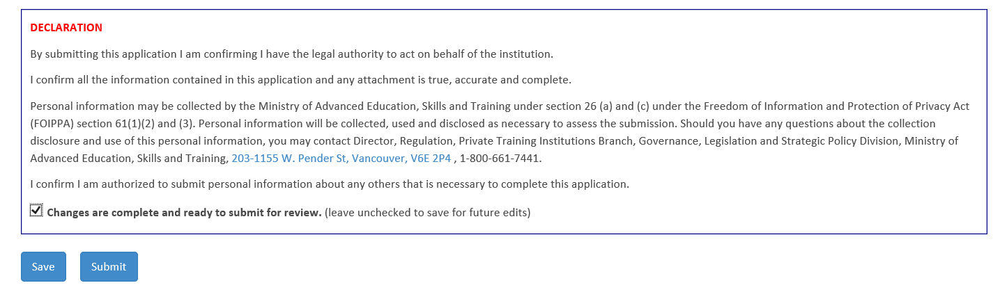 DECLARATION
By submitting this application I am confirming I have the legal authority to act on behalf of the institution.
I confirm all the information contained in this application and any attachment is true, accurate and complete.
Personal information may be collected by the Ministry of Advanced Education, Skills and Training under section 26 (a) and (c) under the Freedom of Information and Protection of Privacy Act
(FOIPPA) section 61(1)(2) and (3). Personal information will be collected, used and disclosed as necessary to assess the submission. Should you have any questions about the collection
disclosure and use of this personal information, you may contact Director, Regulation, Private Training Institutions Branch, Governance, Legislation and Strategic Policy Division, Ministry of
Advanced Education, Skills and Training, 203-1155 W. Pender St, Vancouver, V6E 2P4 , 1-800-661-7441.
I confirm I am authorized to submit personal information about any others that is necessary to complete this application.
Changes are complete and ready to submit for review. (leave unchecked to save for future edits)
Save Submit